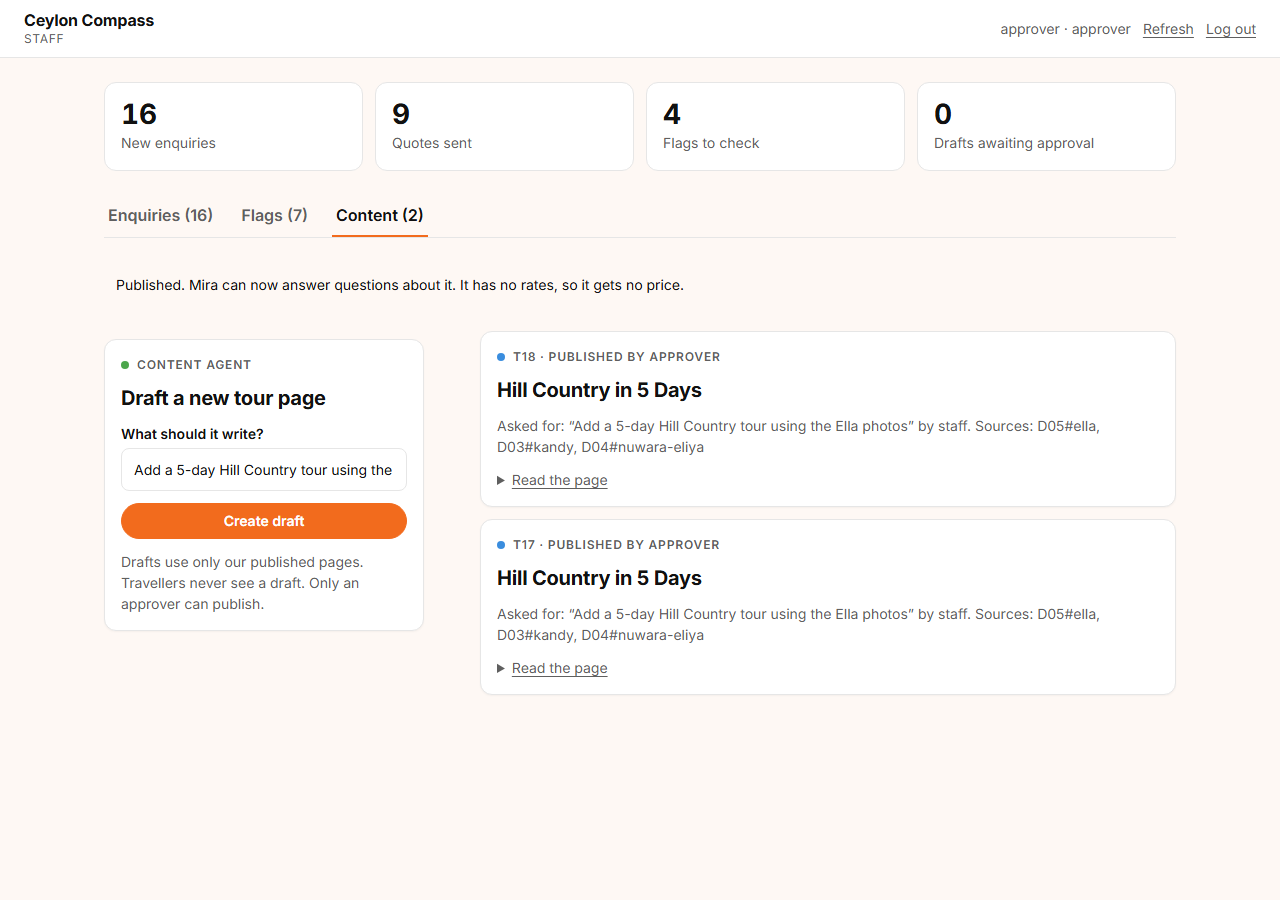 Ceylon Compass
STAFF
approver · approver
Refresh
Log out
16
New enquiries
9
Quotes sent
4
Flags to check
0
Drafts awaiting approval
Enquiries (16)
Flags (7)
Content (2)
Published. Mira can now answer questions about it. It has no rates, so it gets no price.
CONTENT AGENT
Draft a new tour page
What should it write?
Add a 5-day Hill Country tour using the
Create draft
Drafts use only our published pages.
Travellers never see a draft. Only an
approver can publish.
T18 · PUBLISHED BY APPROVER
Hill Country in 5 Days
Asked for: “Add a 5-day Hill Country tour using the Ella photos” by staff. Sources: D05#ella,
D03#kandy, D04#nuwara-eliya
Read the page
T17 · PUBLISHED BY APPROVER
Hill Country in 5 Days
Asked for: “Add a 5-day Hill Country tour using the Ella photos” by staff. Sources: D05#ella,
D03#kandy, D04#nuwara-eliya
Read the page